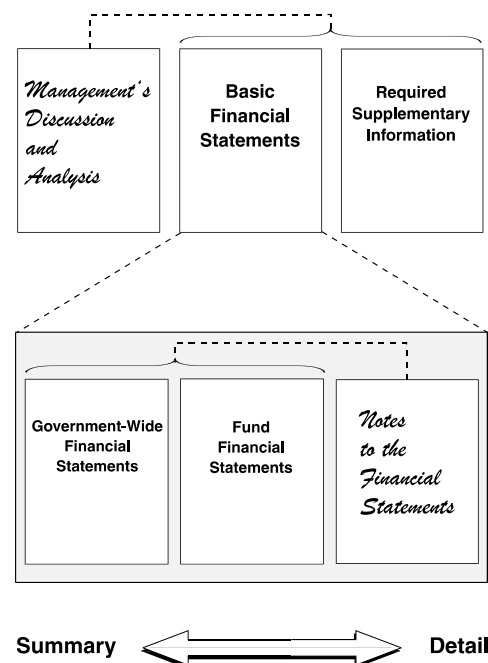 Management's
Discussion
and
Analysis
Basic
Financial
Statements
Required
Supplementary
Information
Government-Wide
Financial
Statements
Fund
Financial
Statements
Notes
to the
Financial
Statements
Summary
Detail